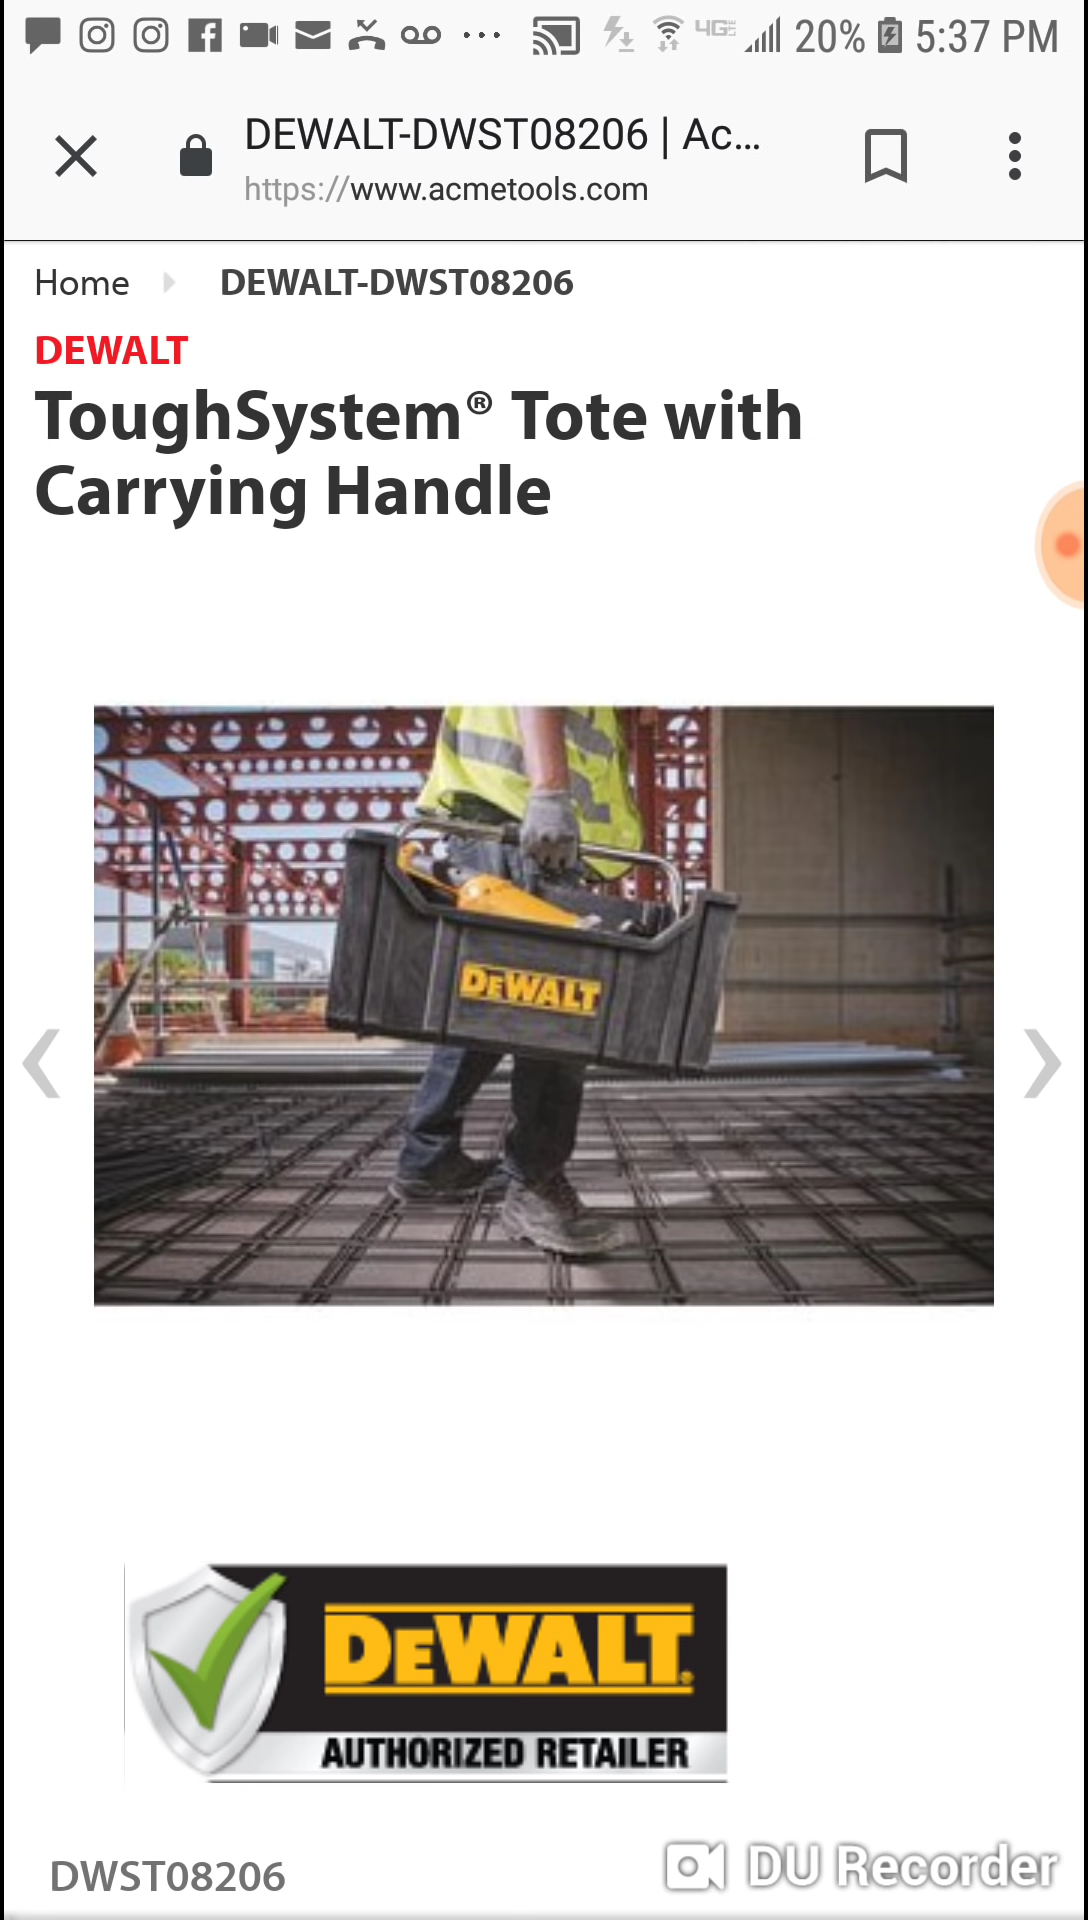 4GE 20% 5:37 PM
DEWALT-DWST08206 | Ac...
https://www.acmetools.com
Home DEWALT-DWST08206
DEWALT
ToughSystem® Tote with
Carrying Handle
DEWALT
DEWALT®
AUTHORIZED RETAILER
DWST08206
DU Recorder